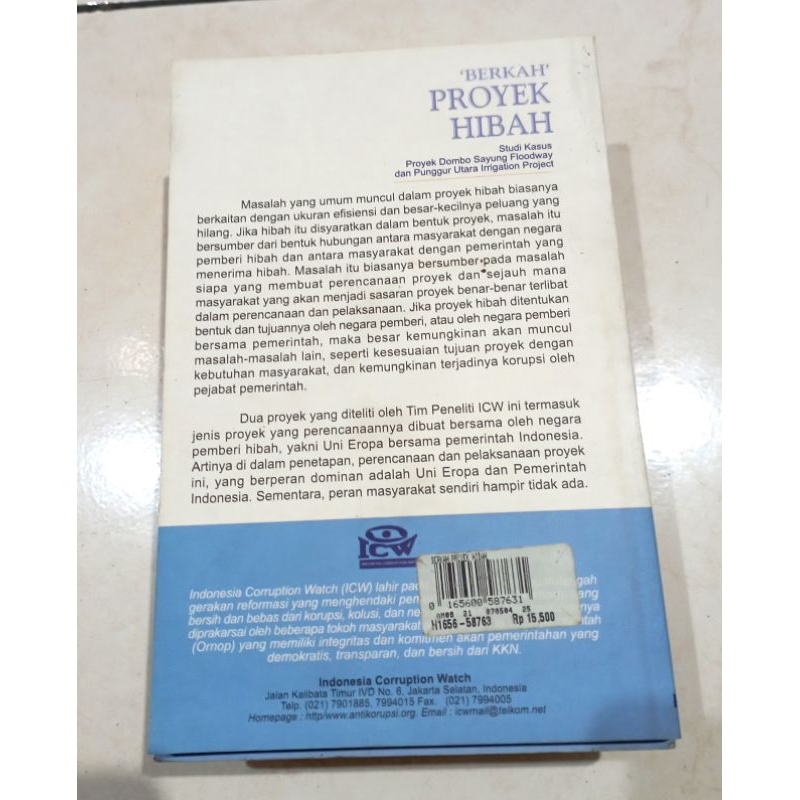 'BERKAH'
PROYEK
HIBAH
Studi Kasus
Proyek Dombo Sayung Floodway
dan Punggur Utara Irrigation Project
Masalah yang umum muncul dalam proyek hibah biasanya
berkaitan dengan ukuran efisiensi dan besar-kecilnya peluang yang
hilang. Jika hibah itu disyaratkan dalam bentuk proyek, masalah itu
bersumber dari bentuk hubungan antara masyarakat dengan negara
pemberi hibah dan antara masyarakat dengan pemerintah yang
menerima hibah. Masalah itu biasanya bersumber pada masalah
siapa yang membuat perencanaan proyek dan sejauh mana
masyarakat yang akan menjadi sasaran proyek benar-benar terlibat
dalam perencanaan dan pelaksanaan. Jika proyek hibah ditentukan
bentuk dan tujuannya oleh negara pemberi, atau oleh negara pemberi
bersama pemerintah, maka besar kemungkinan akan muncul
masalah-masalah lain, seperti kesesuaian tujuan proyek dengan
kebutuhan masyarakat, dan kemungkinan terjadinya korupsi oleh
pejabat pemerintah.
Dua proyek yang diteliti oleh Tim Peneliti ICW ini termasuk
jenis proyek yang perencanaannya dibuat bersama oleh negara
pemberi hibah, yakni Uni Eropa bersama pemerintah Indonesia.
Artinya di dalam penetapan, perencanaan dan pelaksanaan proyek
ini, yang berperan dominan adalah Uni Eropa dan Pemerintah
Indonesia. Sementara, peran masyarakat sendiri hampir tidak ada.
ICW
BERKAH PROYEK HIBAH
0 165600 587631
N1656-58763 Rp 15,500
Indonesia Corruption Watch (ICW) lahir
gerakan reformasi yang menghendaki
bersih dan bebas dari korupsi, kolusi, dan
diprakarsai oleh beberapa tokoh masyarakat
(Ornop) yang memiliki integritas dan komitmen akan pemerintahan yang
demokratis, transparan, dan bersih dari KKN.
Indonesia Corruption Watch
Jalan Kalibata Timur IVD No. 6, Jakarta Selatan, Indonesia
Telp. (021) 7901885, 7994015 Fax. (021) 7994005
Homepage : http/www.antikorupsi.org. Email : icwmail@telkom.net